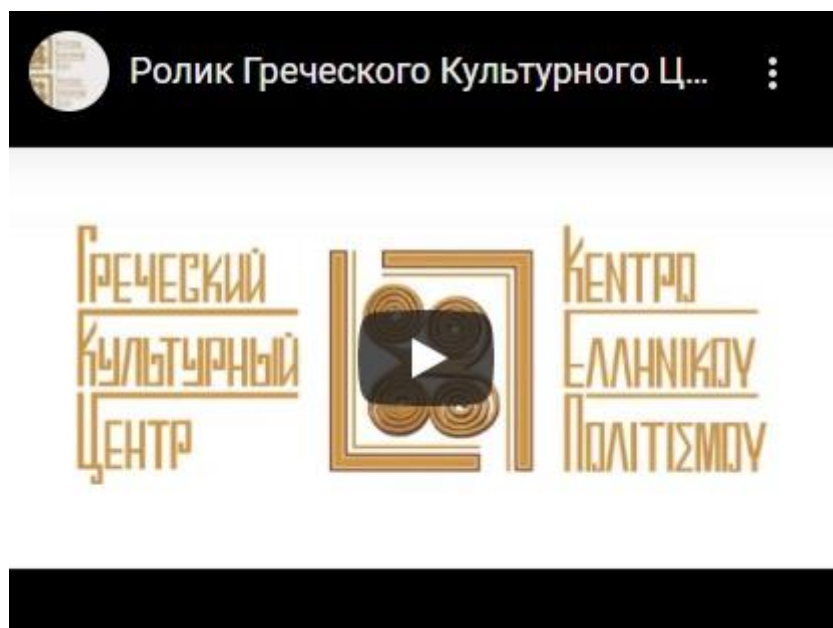 Ролик Греческого Культурного Ц...
Греческий
Культурный
Центр
Κεντρο
Ελληνικου
Πολιτισμου